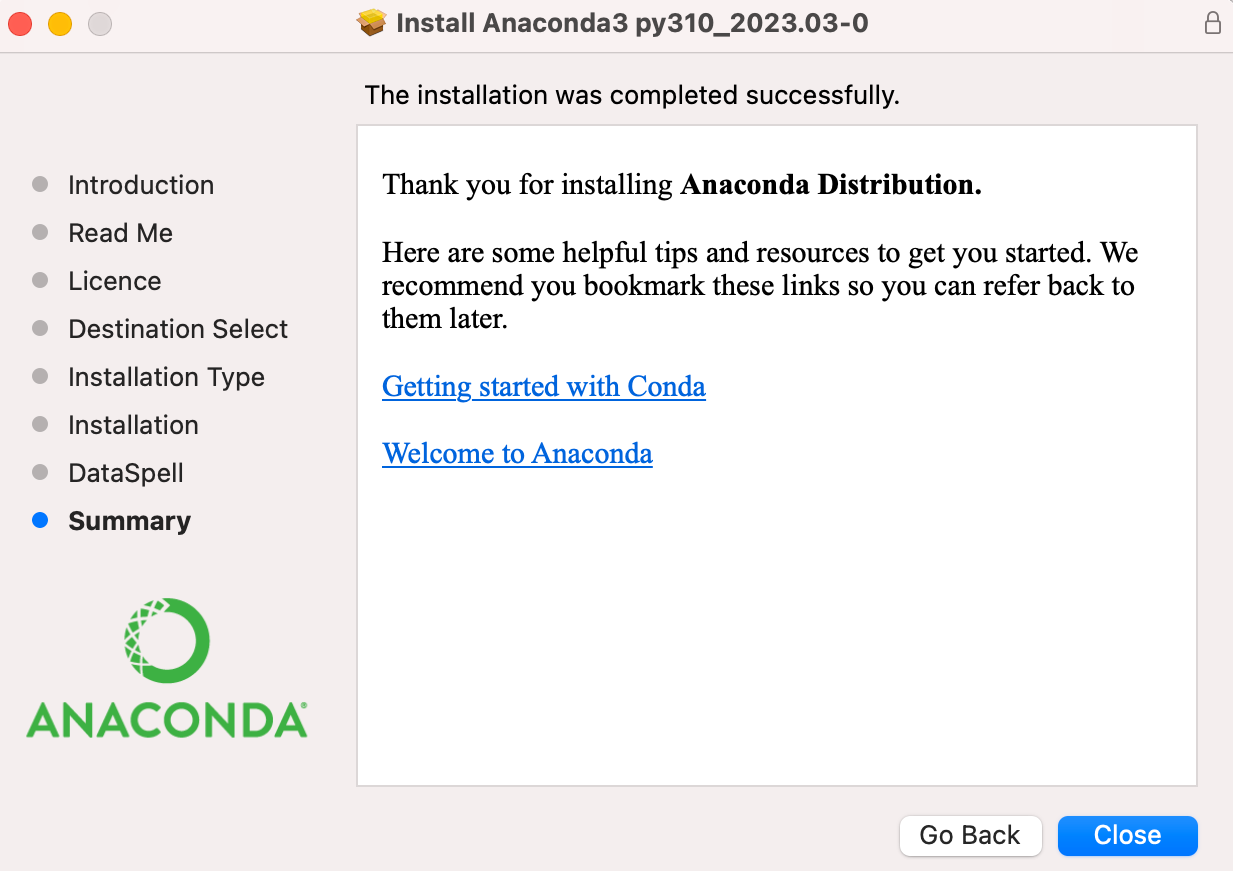 Install Anaconda3 py310_2023.03-0
The installation was completed successfully.
Introduction
Read Me
Licence
Destination Select
Installation Type
Installation
DataSpell
Summary
ANACONDA®
Thank you for installing Anaconda Distribution.
Here are some helpful tips and resources to get you started. We
recommend you bookmark these links so you can refer back to
them later.
Getting started with Conda
Welcome to Anaconda
Go Back
Close